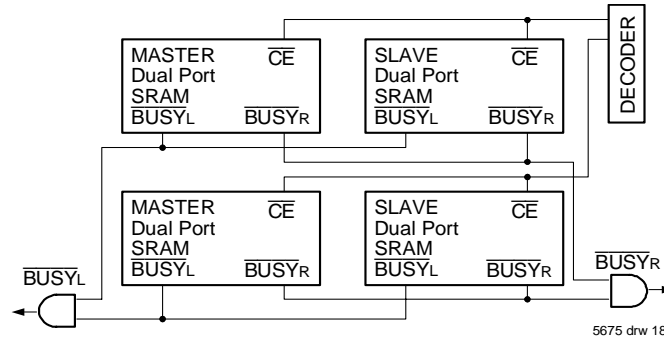 MASTER
Dual Port
SRAM
CE
BUSYL
BUSYR
SLAVE
Dual Port
SRAM
CE
BUSYL
BUSYR
DECODER
MASTER
Dual Port
SRAM
CE
BUSYL
BUSYR
SLAVE
Dual Port
SRAM
CE
BUSYL
BUSYR
BUSYL
BUSYR
5675 drw 18